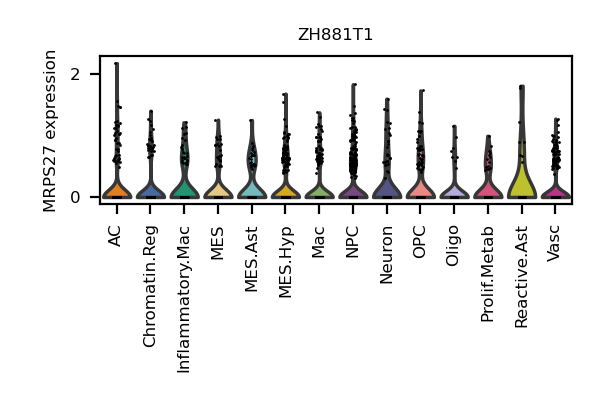 ZH881T1
MRPS27 expression
2
0
AC
Chromatin.Reg
Inflammatory.Mac
MES
MES.Ast
MES.Hyp
Mac
NPC
Neuron
OPC
Oligo
Prolif.Metab
Reactive.Ast
Vasc